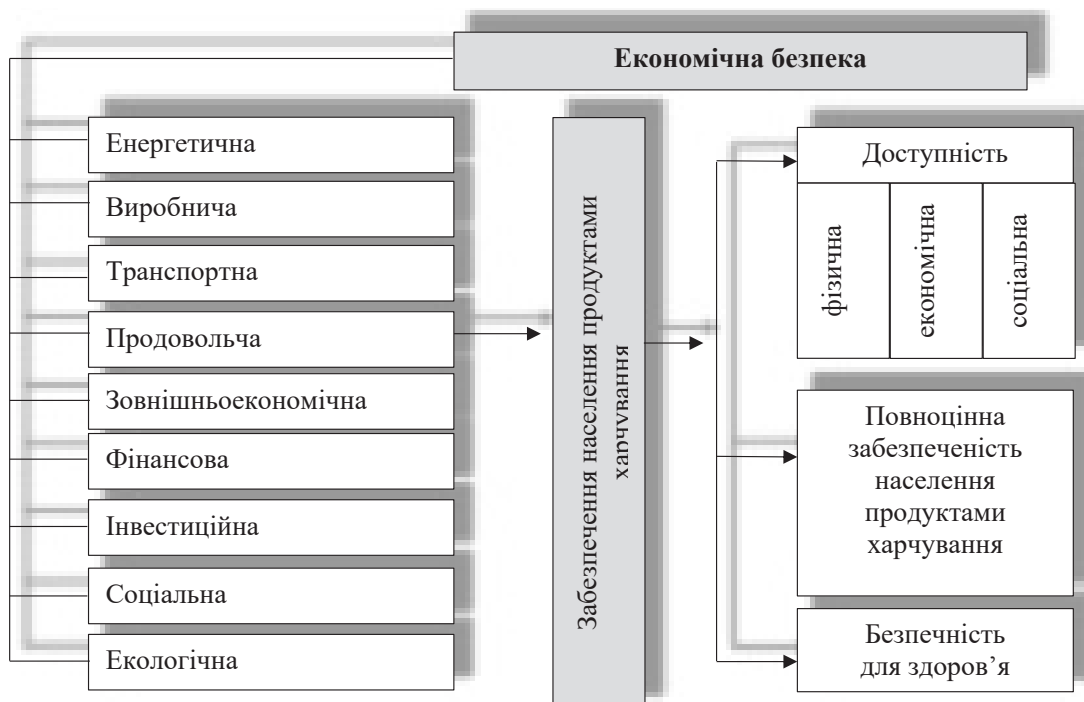 Економічна безпека
Енергетична
Виробнича
Транспортна
Продовольча
Зовнішньоекономічна
Фінансова
Інвестиційна
Соціальна
Екологічна
Забезпечення населення продуктами
харчування
Доступність
фізична
економічна
соціальна
Повноцінна
забезпеченість
населення
продуктами
харчування
Безпечність
для здоров’я